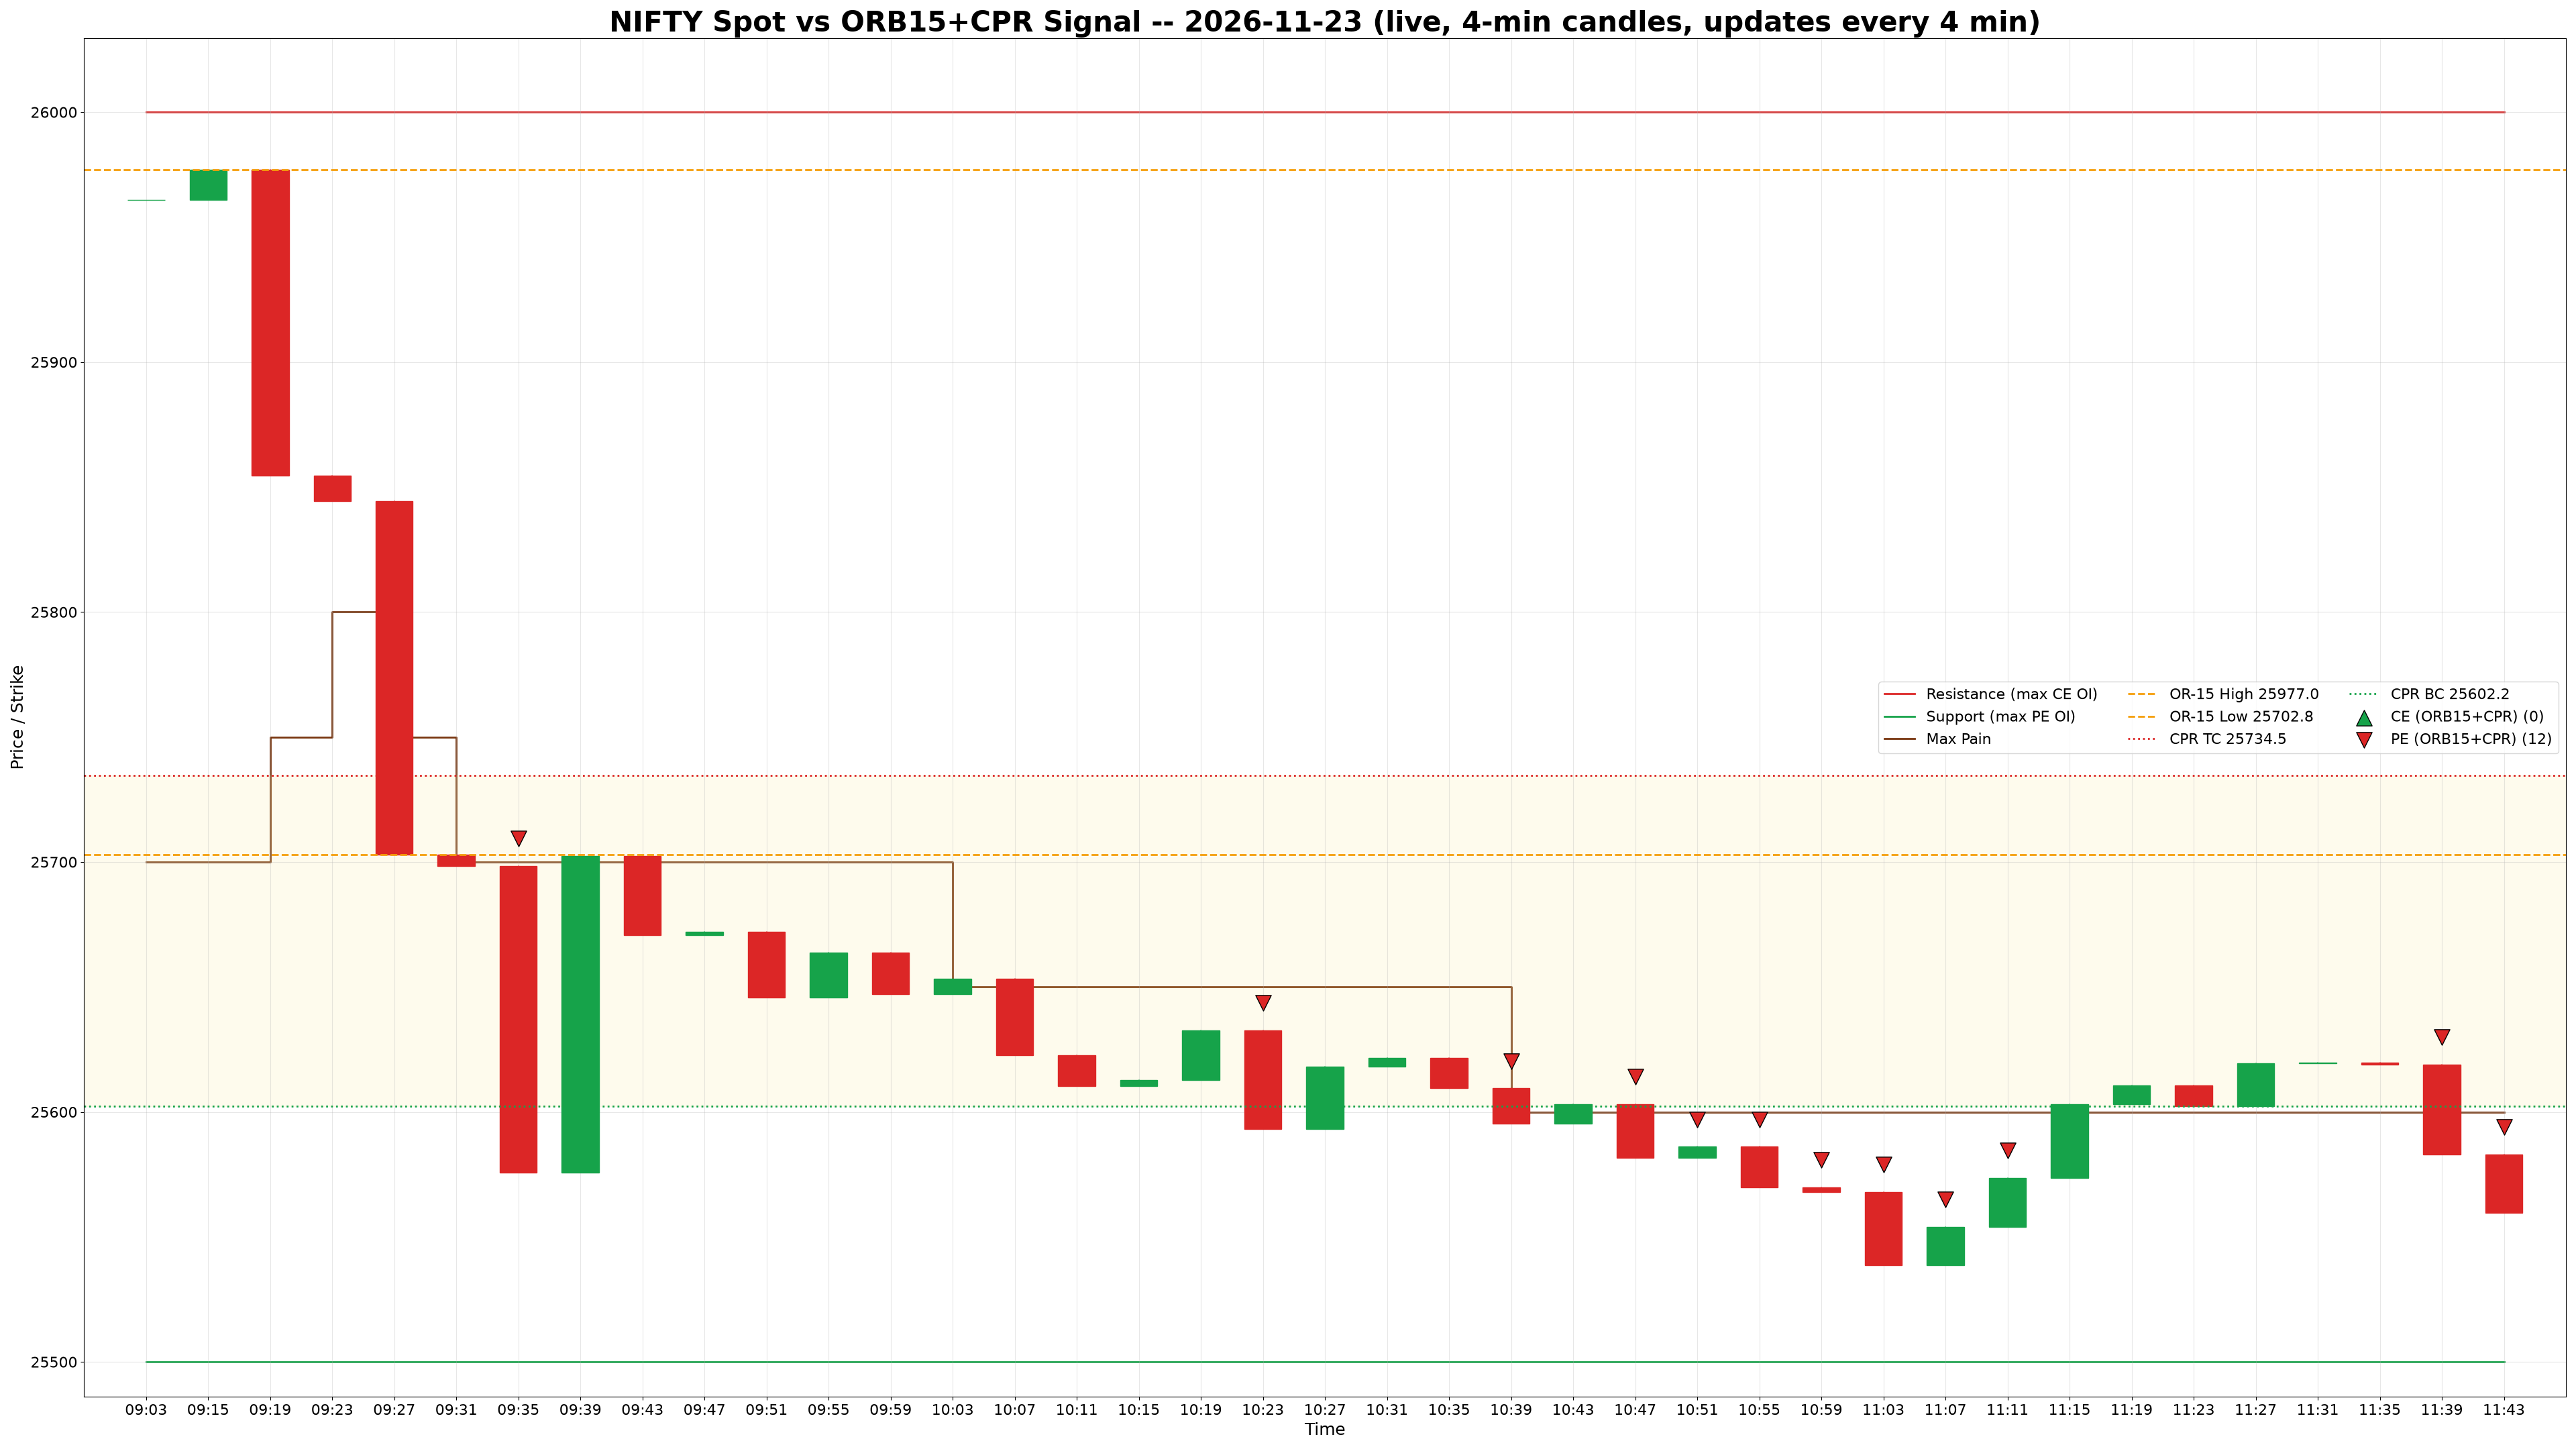 NIFTY Spot vs ORB15+CPR Signal -- 2026-11-23 (live, 4-min candles, updates every 4 min)
Price / Strike
26000
25900
25800
25700
25600
25500
Resistance (max CE OI)
Support (max PE OI)
Max Pain
OR-15 High 25977.0
OR-15 Low 25702.8
CPR TC 25734.5
CPR BC 25602.2
CE (ORB15+CPR) (0)
PE (ORB15+CPR) (12)
09:03 09:15 09:19 09:23 09:27 09:31 09:35 09:39 09:43 09:47 09:51 09:55 09:59 10:03 10:07 10:11 10:15 10:19 10:23 10:27 10:31 10:35 10:39 10:43 10:47 10:51 10:55 10:59 11:03 11:07 11:11 11:15 11:19 11:23 11:27 11:31 11:35 11:39 11:43
Time